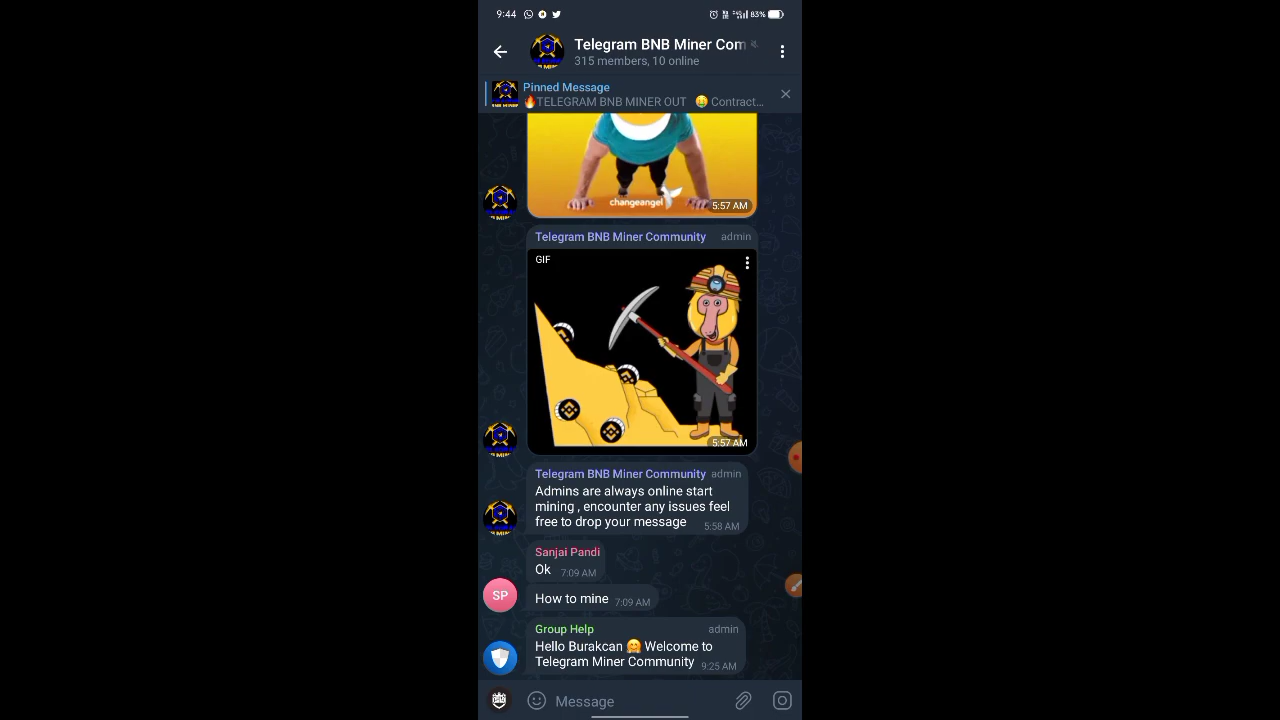 9:44
83%
Telegram BNB Miner Com
315 members, 10 online
Pinned Message
🔥TELEGRAM BNB MINER OUT 🤑 Contract...
changeangel
5:57 AM
Telegram BNB Miner Community admin
GIF
5:57 AM
Telegram BNB Miner Community admin
Admins are always online start
mining , encounter any issues feel
free to drop your message 5:58 AM
Sanjai Pandi
Ok 7:09 AM
SP
How to mine 7:09 AM
Group Help admin
Hello Burakcan 🤗 Welcome to
Telegram Miner Community 9:25 AM
Message